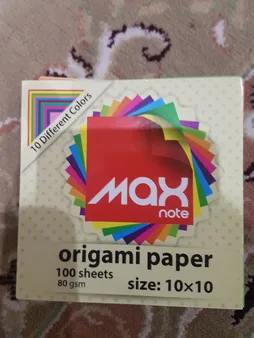 10 Different Colors
max
note
origami paper
100 sheets
80 gsm
size: 10×10